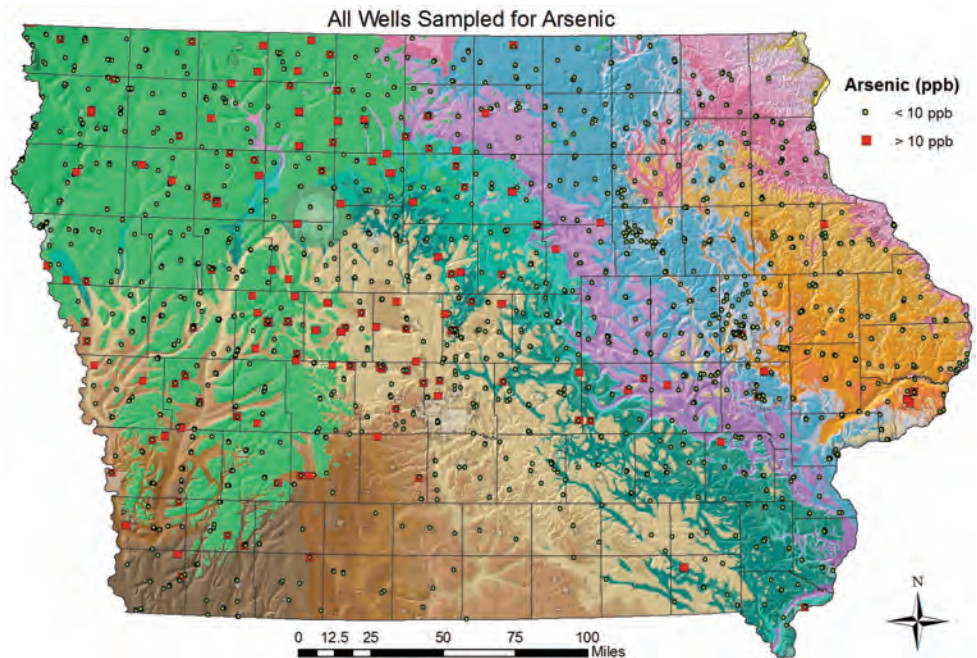 All Wells Sampled for Arsenic
Arsenic (ppb)
< 10 ppb
> 10 ppb
N
0 12.5 25 50 75 100
Miles